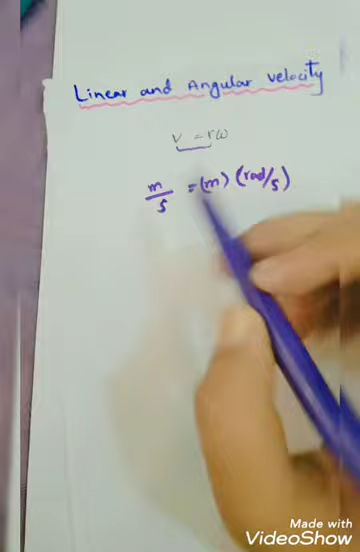 Linear and Angular velocity
v = rω
m/s = (m) (rad/s)
Made with
VideoShow